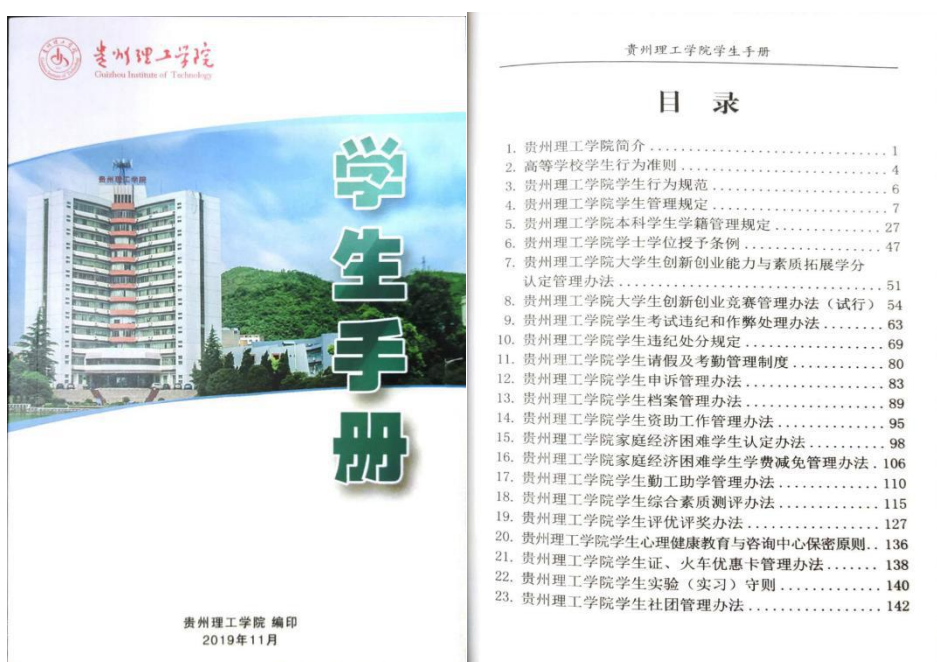 贵州理工学院
Guizhou Institute of Technology
贵州理工学院
学生手册
贵州理工学院 编印
2019年11月
贵州理工学院学生手册
目 录
1. 贵州理工学院简介 ............................ 1
2. 高等学校学生行为准则 ........................ 4
3. 贵州理工学院学生行为规范 .................... 6
4. 贵州理工学院学生管理规定 .................... 7
5. 贵州理工学院本科学生学籍管理规定 ............ 27
6. 贵州理工学院学士学位授予条例 ................ 47
7. 贵州理工学院大学生创新创业能力与素质拓展学分
认定管理办法 ................................ 51
8. 贵州理工学院大学生创新创业竞赛管理办法（试行） 54
9. 贵州理工学院学生考试违纪和作弊处理办法 ........ 63
10. 贵州理工学院学生违纪处分规定 ................ 69
11. 贵州理工学院学生请假及考勤管理制度 .......... 80
12. 贵州理工学院学生申诉管理办法 ................ 83
13. 贵州理工学院学生档案管理办法 ................ 89
14. 贵州理工学院学生资助工作管理办法 ............ 95
15. 贵州理工学院家庭经济困难学生认定办法 ........ 98
16. 贵州理工学院家庭经济困难学生学费减免管理办法 . 106
17. 贵州理工学院学生勤工助学管理办法 ............ 110
18. 贵州理工学院学生综合素质测评办法 ............ 115
19. 贵州理工学院学生评优评奖办法 ................ 127
20. 贵州理工学院学生心理健康教育与咨询中心保密原则.. 136
21. 贵州理工学院学生证、火车优惠卡管理办法 ....... 138
22. 贵州理工学院学生实验（实习）守则 ............ 140
23. 贵州理工学院学生社团管理办法 ................ 142